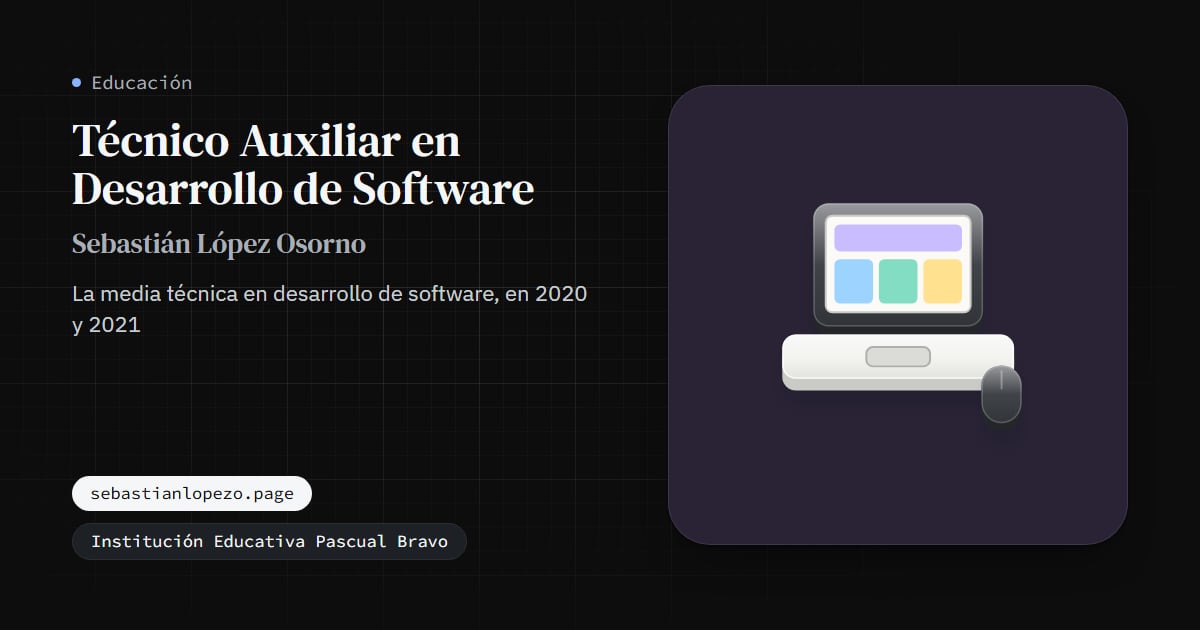 Educación
Técnico Auxiliar en
Desarrollo de Software
Sebastián López Osorno
La media técnica en desarrollo de software, en 2020
y 2021
sebastianlopezo.page
Institución Educativa Pascual Bravo